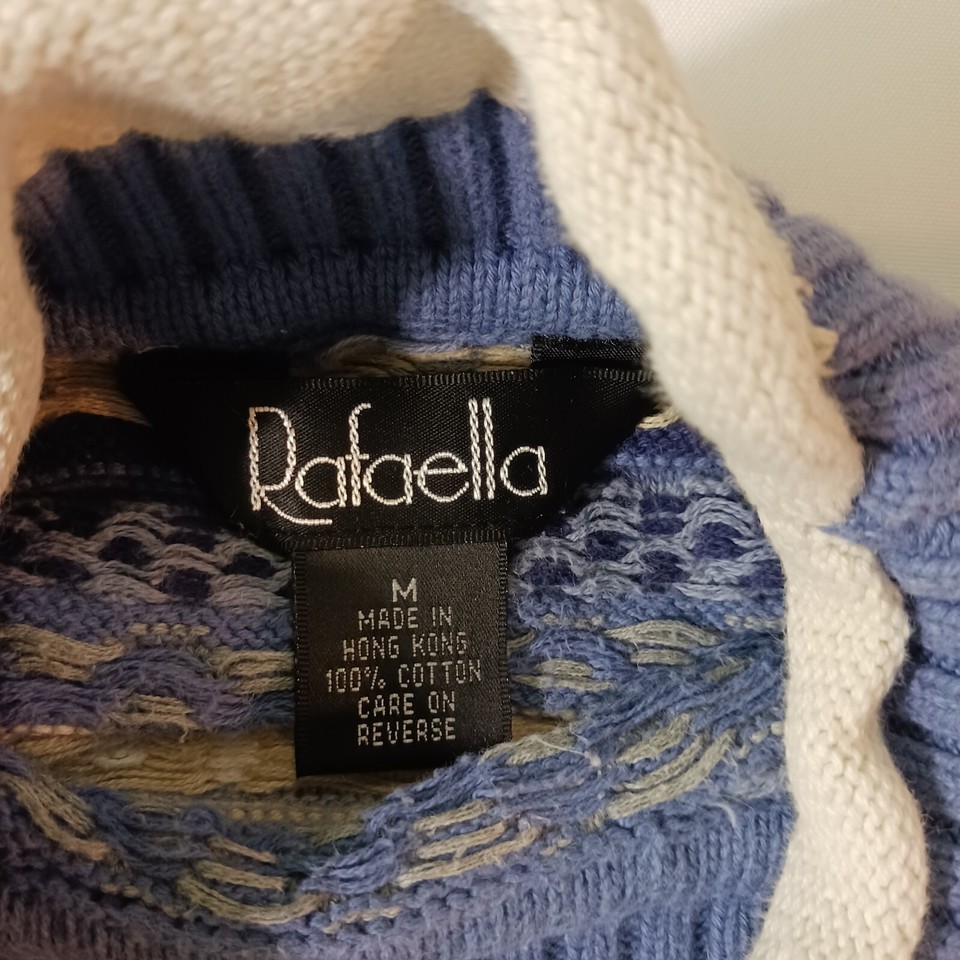 Rafaella
M
MADE IN
HONG KONG
100% COTTON
CARE ON
REVERSE